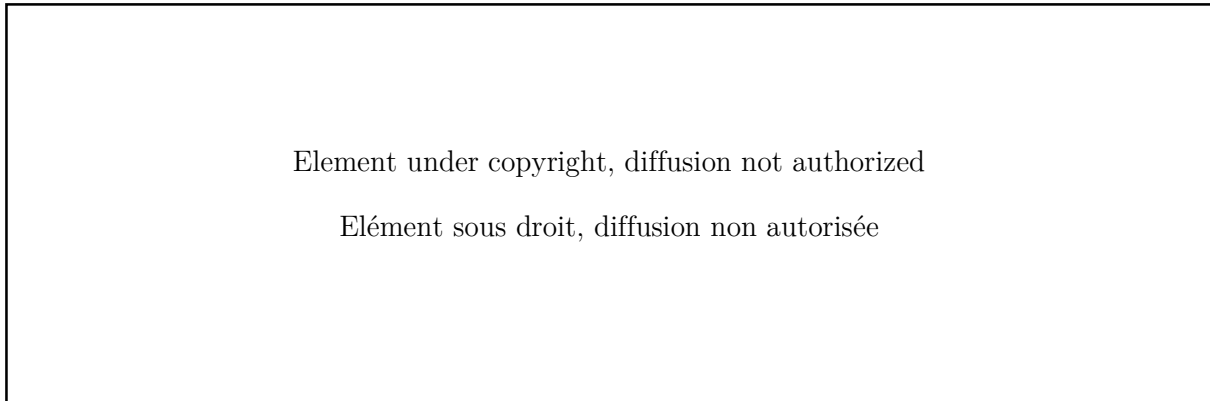 Element under copyright, diffusion not authorized
Elément sous droit, diffusion non autorisée